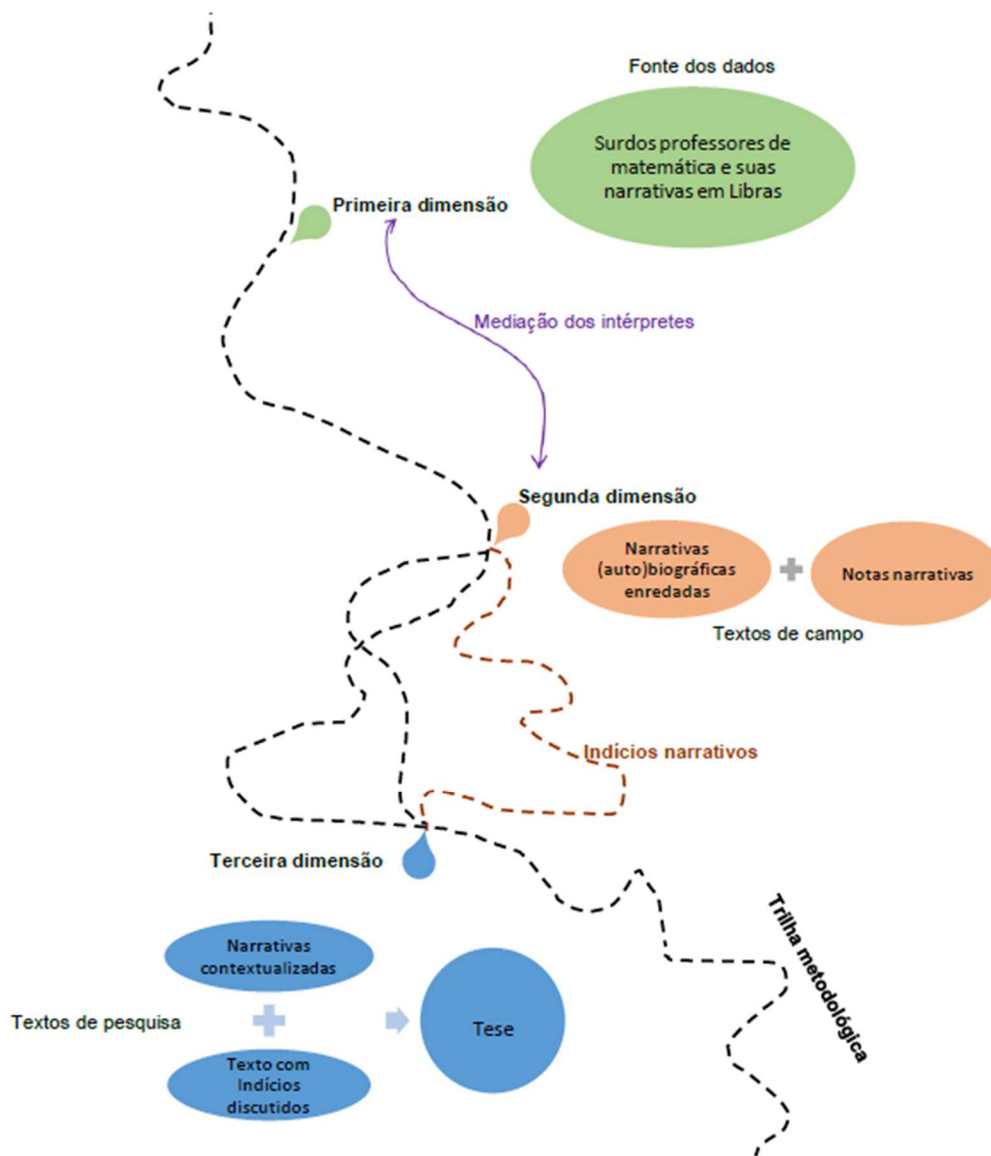 Fonte dos dados
Surdos professores de
matemática e suas
narrativas em Libras
Primeira dimensão
Mediação dos intérpretes
Segunda dimensão
Narrativas
(auto)biográficas
enredadas
Notas narrativas
Textos de campo
Indícios narrativos
Terceira dimensão
Trilha metodológica
Narrativas
contextualizadas
Textos de pesquisa
Tese
Texto com
Indícios
discutidos